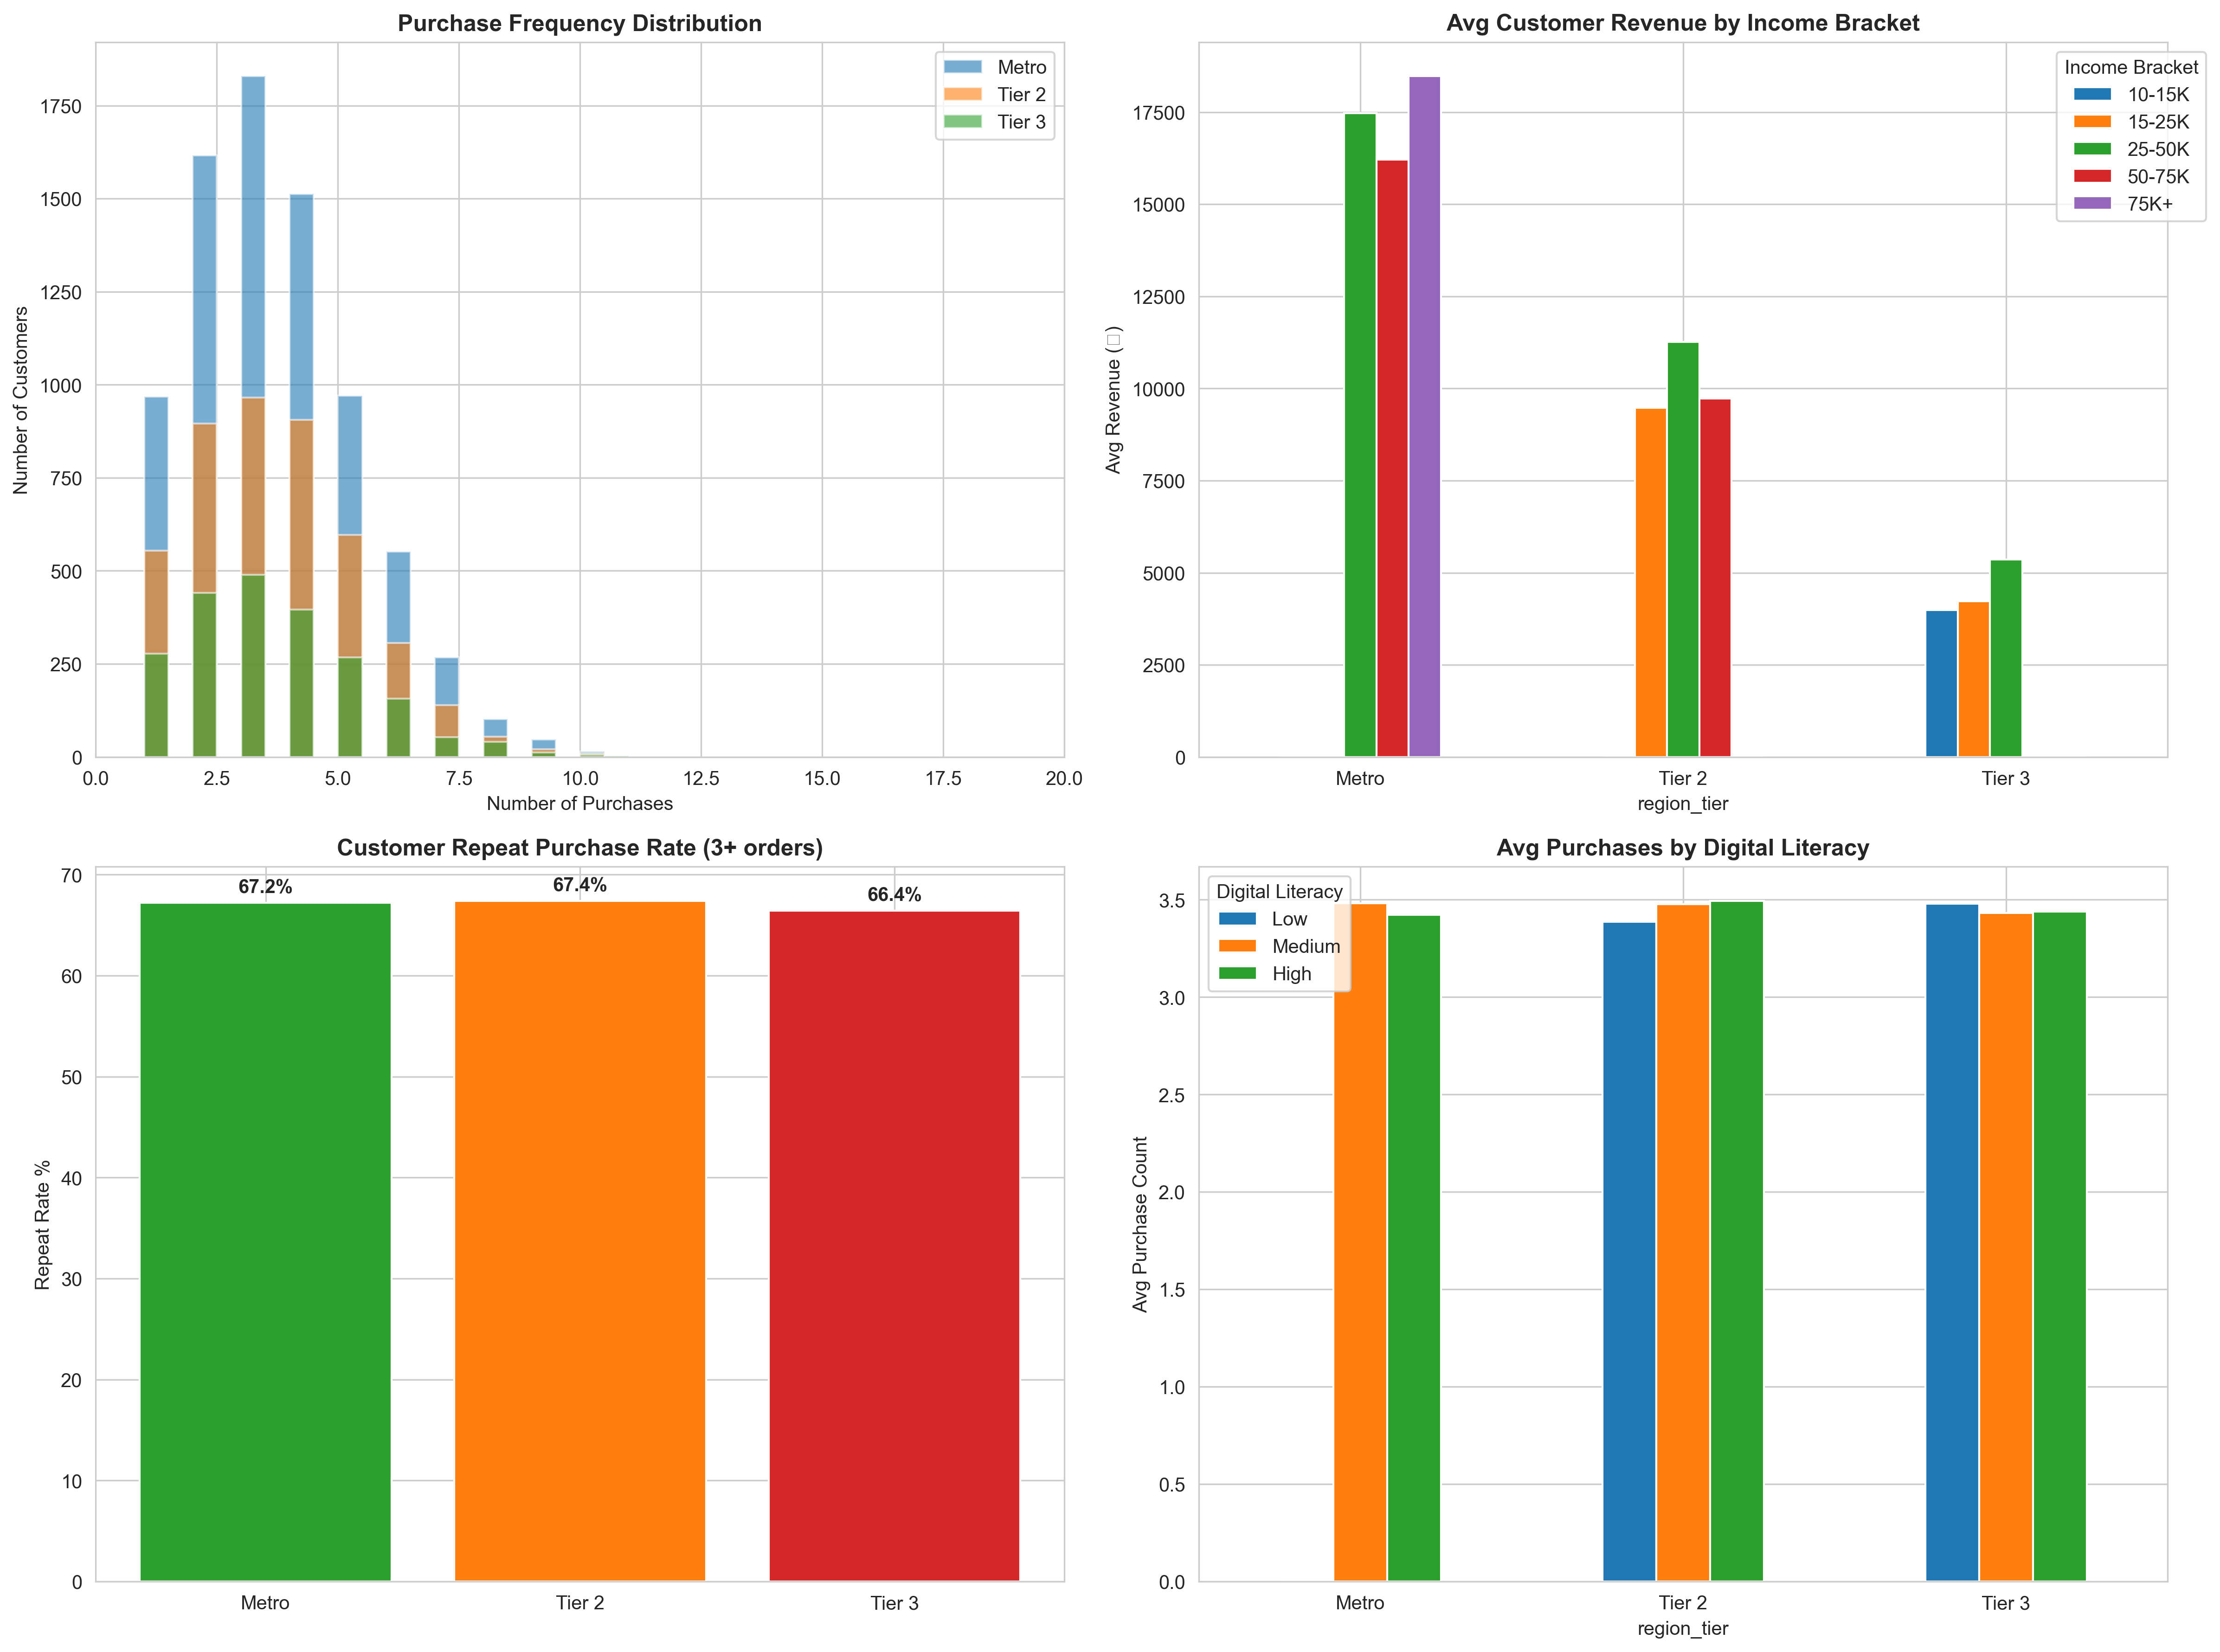 Purchase Frequency Distribution
Number of Customers
1750
1500
1250
1000
750
500
250
0
0.0 2.5 5.0 7.5 10.0 12.5 15.0 17.5 20.0
Number of Purchases
Metro
Tier 2
Tier 3
Avg Customer Revenue by Income Bracket
Avg Revenue (□)
17500
15000
12500
10000
7500
5000
2500
0
Metro Tier 2 Tier 3
region_tier
Income Bracket
10-15K
15-25K
25-50K
50-75K
75K+
Customer Repeat Purchase Rate (3+ orders)
Repeat Rate %
70
60
50
40
30
20
10
0
67.2% 67.4% 66.4%
Metro Tier 2 Tier 3
Avg Purchases by Digital Literacy
Avg Purchase Count
3.5
3.0
2.5
2.0
1.5
1.0
0.5
0.0
Digital Literacy
Low
Medium
High
Metro Tier 2 Tier 3
region_tier